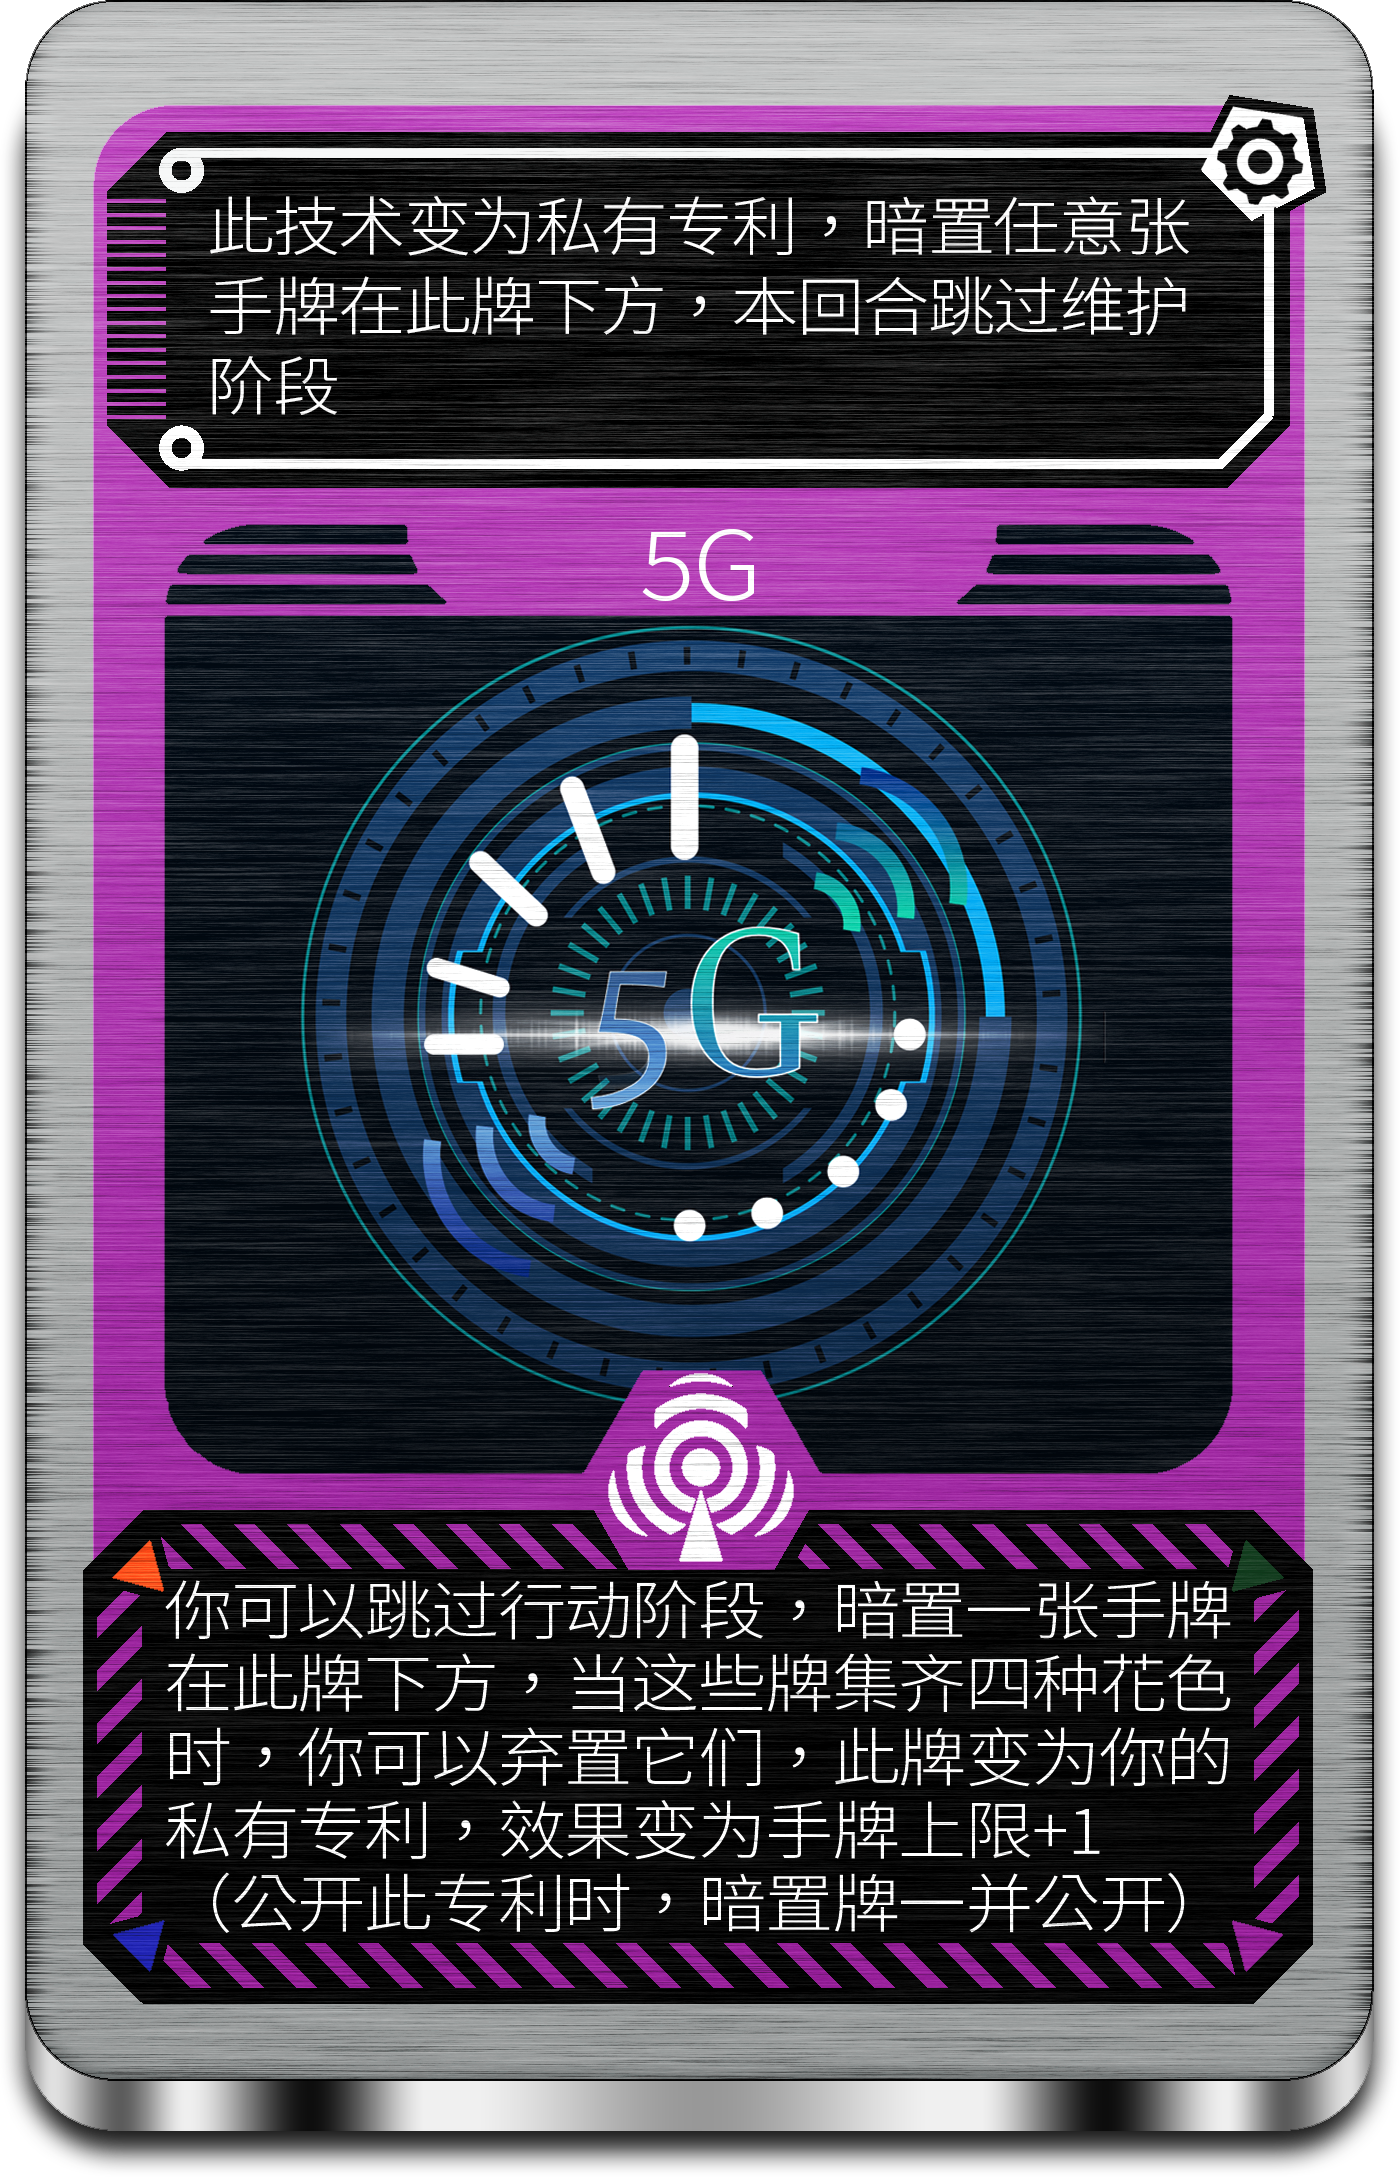 此技术变为私有专利，暗置任意张
手牌在此牌下方，本回合跳过维护
阶段
5G
5G
你可以跳过行动阶段，暗置一张手牌
在此牌下方，当这些牌集齐四种花色
时，你可以弃置它们，此牌变为你的
私有专利，效果变为手牌上限+1
（公开此专利时，暗置牌一并公开）